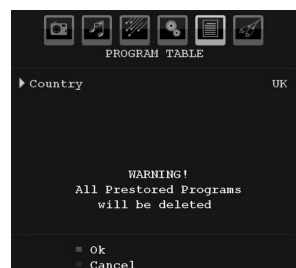 PROGRAM TABLE
Country UK
WARNING!
All Prestored Programs
will be deleted
Ok
Cancel